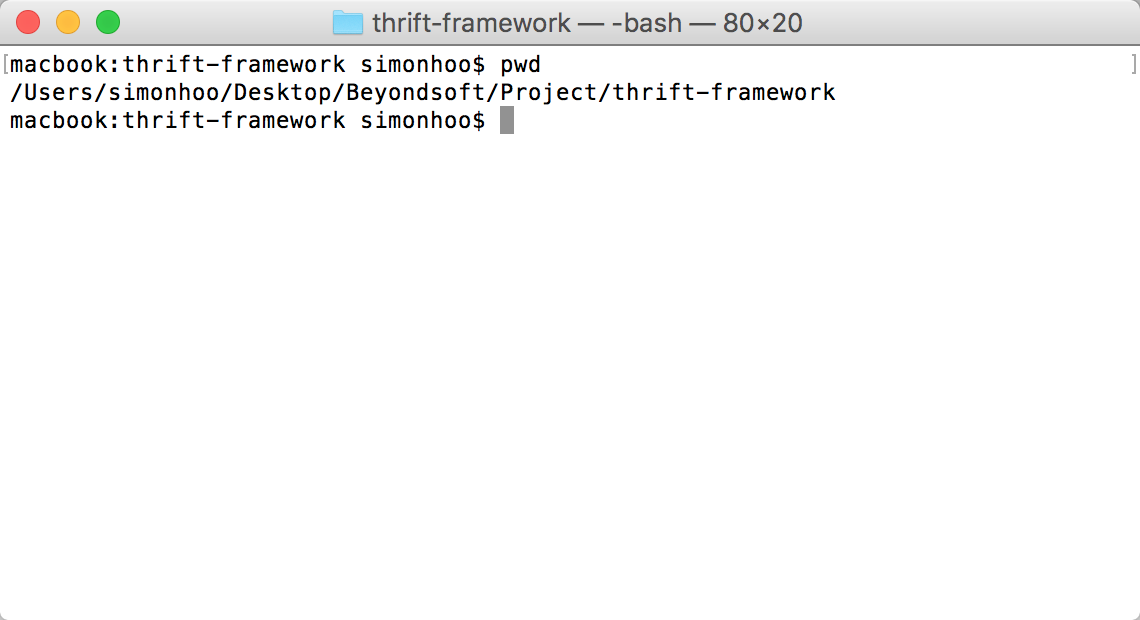 thrift-framework — -bash — 80×20
[macbook:thrift-framework simonhoo$ pwd ]
/Users/simonhoo/Desktop/Beyondsoft/Project/thrift-framework
macbook:thrift-framework simonhoo$